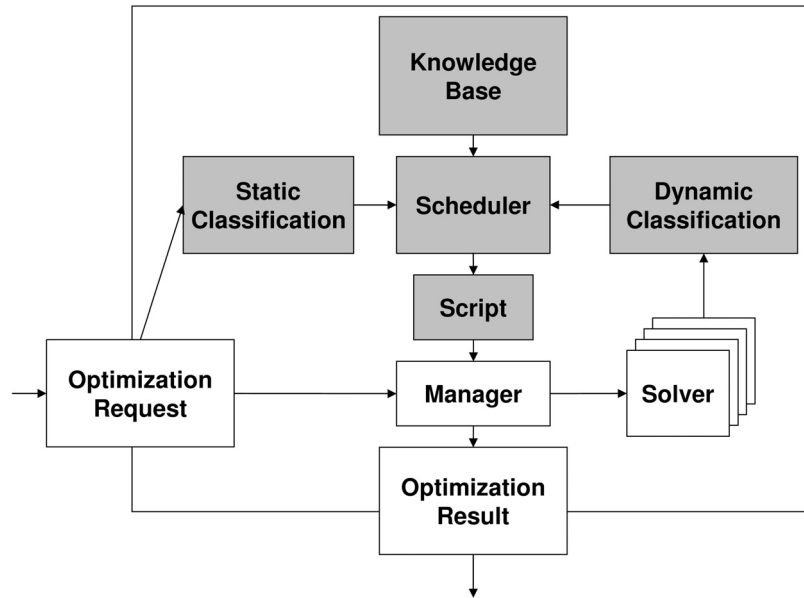 Knowledge
Base
Static
Classification
Scheduler
Dynamic
Classification
Script
Optimization
Request
Manager
Solver
Optimization
Result